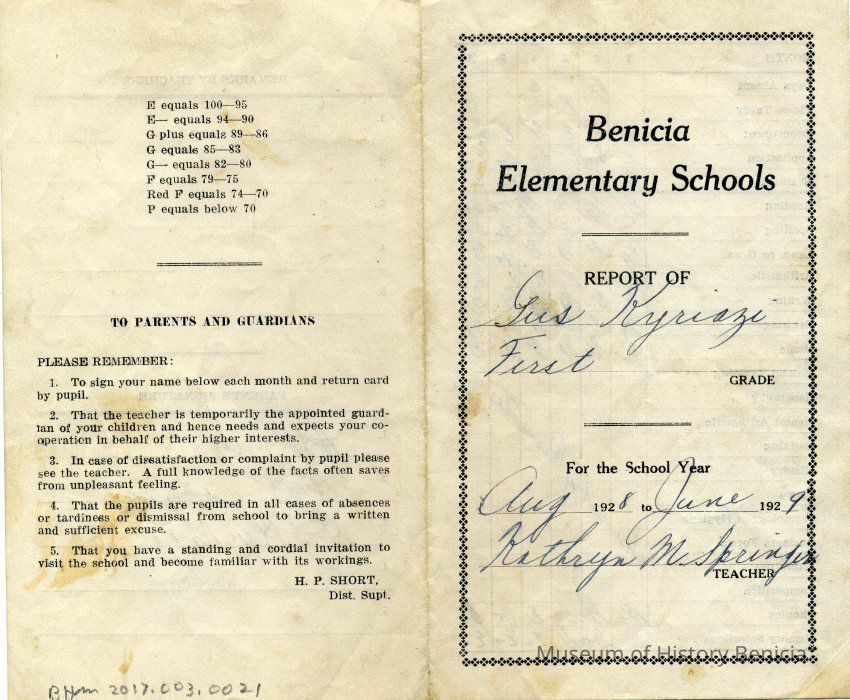 E equals 100—95
E— equals 94—90
G plus equals 89—86
G equals 85—83
G— equals 82—80
F equals 79—75
Red F equals 74—70
P equals below 70
TO PARENTS AND GUARDIANS
PLEASE REMEMBER:
1. To sign your name below each month and return card
by pupil.
2. That the teacher is temporarily the appointed guard-
ian of your children and hence needs and expects your co-
operation in behalf of their higher interests.
3. In case of dissatisfaction or complaint by pupil please
see the teacher. A full knowledge of the facts often saves
from unpleasant feeling.
4. That the pupils are required in all cases of absences
or tardiness or dismissal from school to bring a written
and sufficient excuse.
5. That you have a standing and cordial invitation to
visit the school and become familiar with its workings.
H. P. SHORT,
Dist. Supt.
2017.003.0021
Benicia
Elementary Schools
REPORT OF
Gus Kyriazi
First
GRADE
For the School Year
Aug 1928 to June 1929
Kathryn M. Springer
TEACHER
Museum of History Benicia